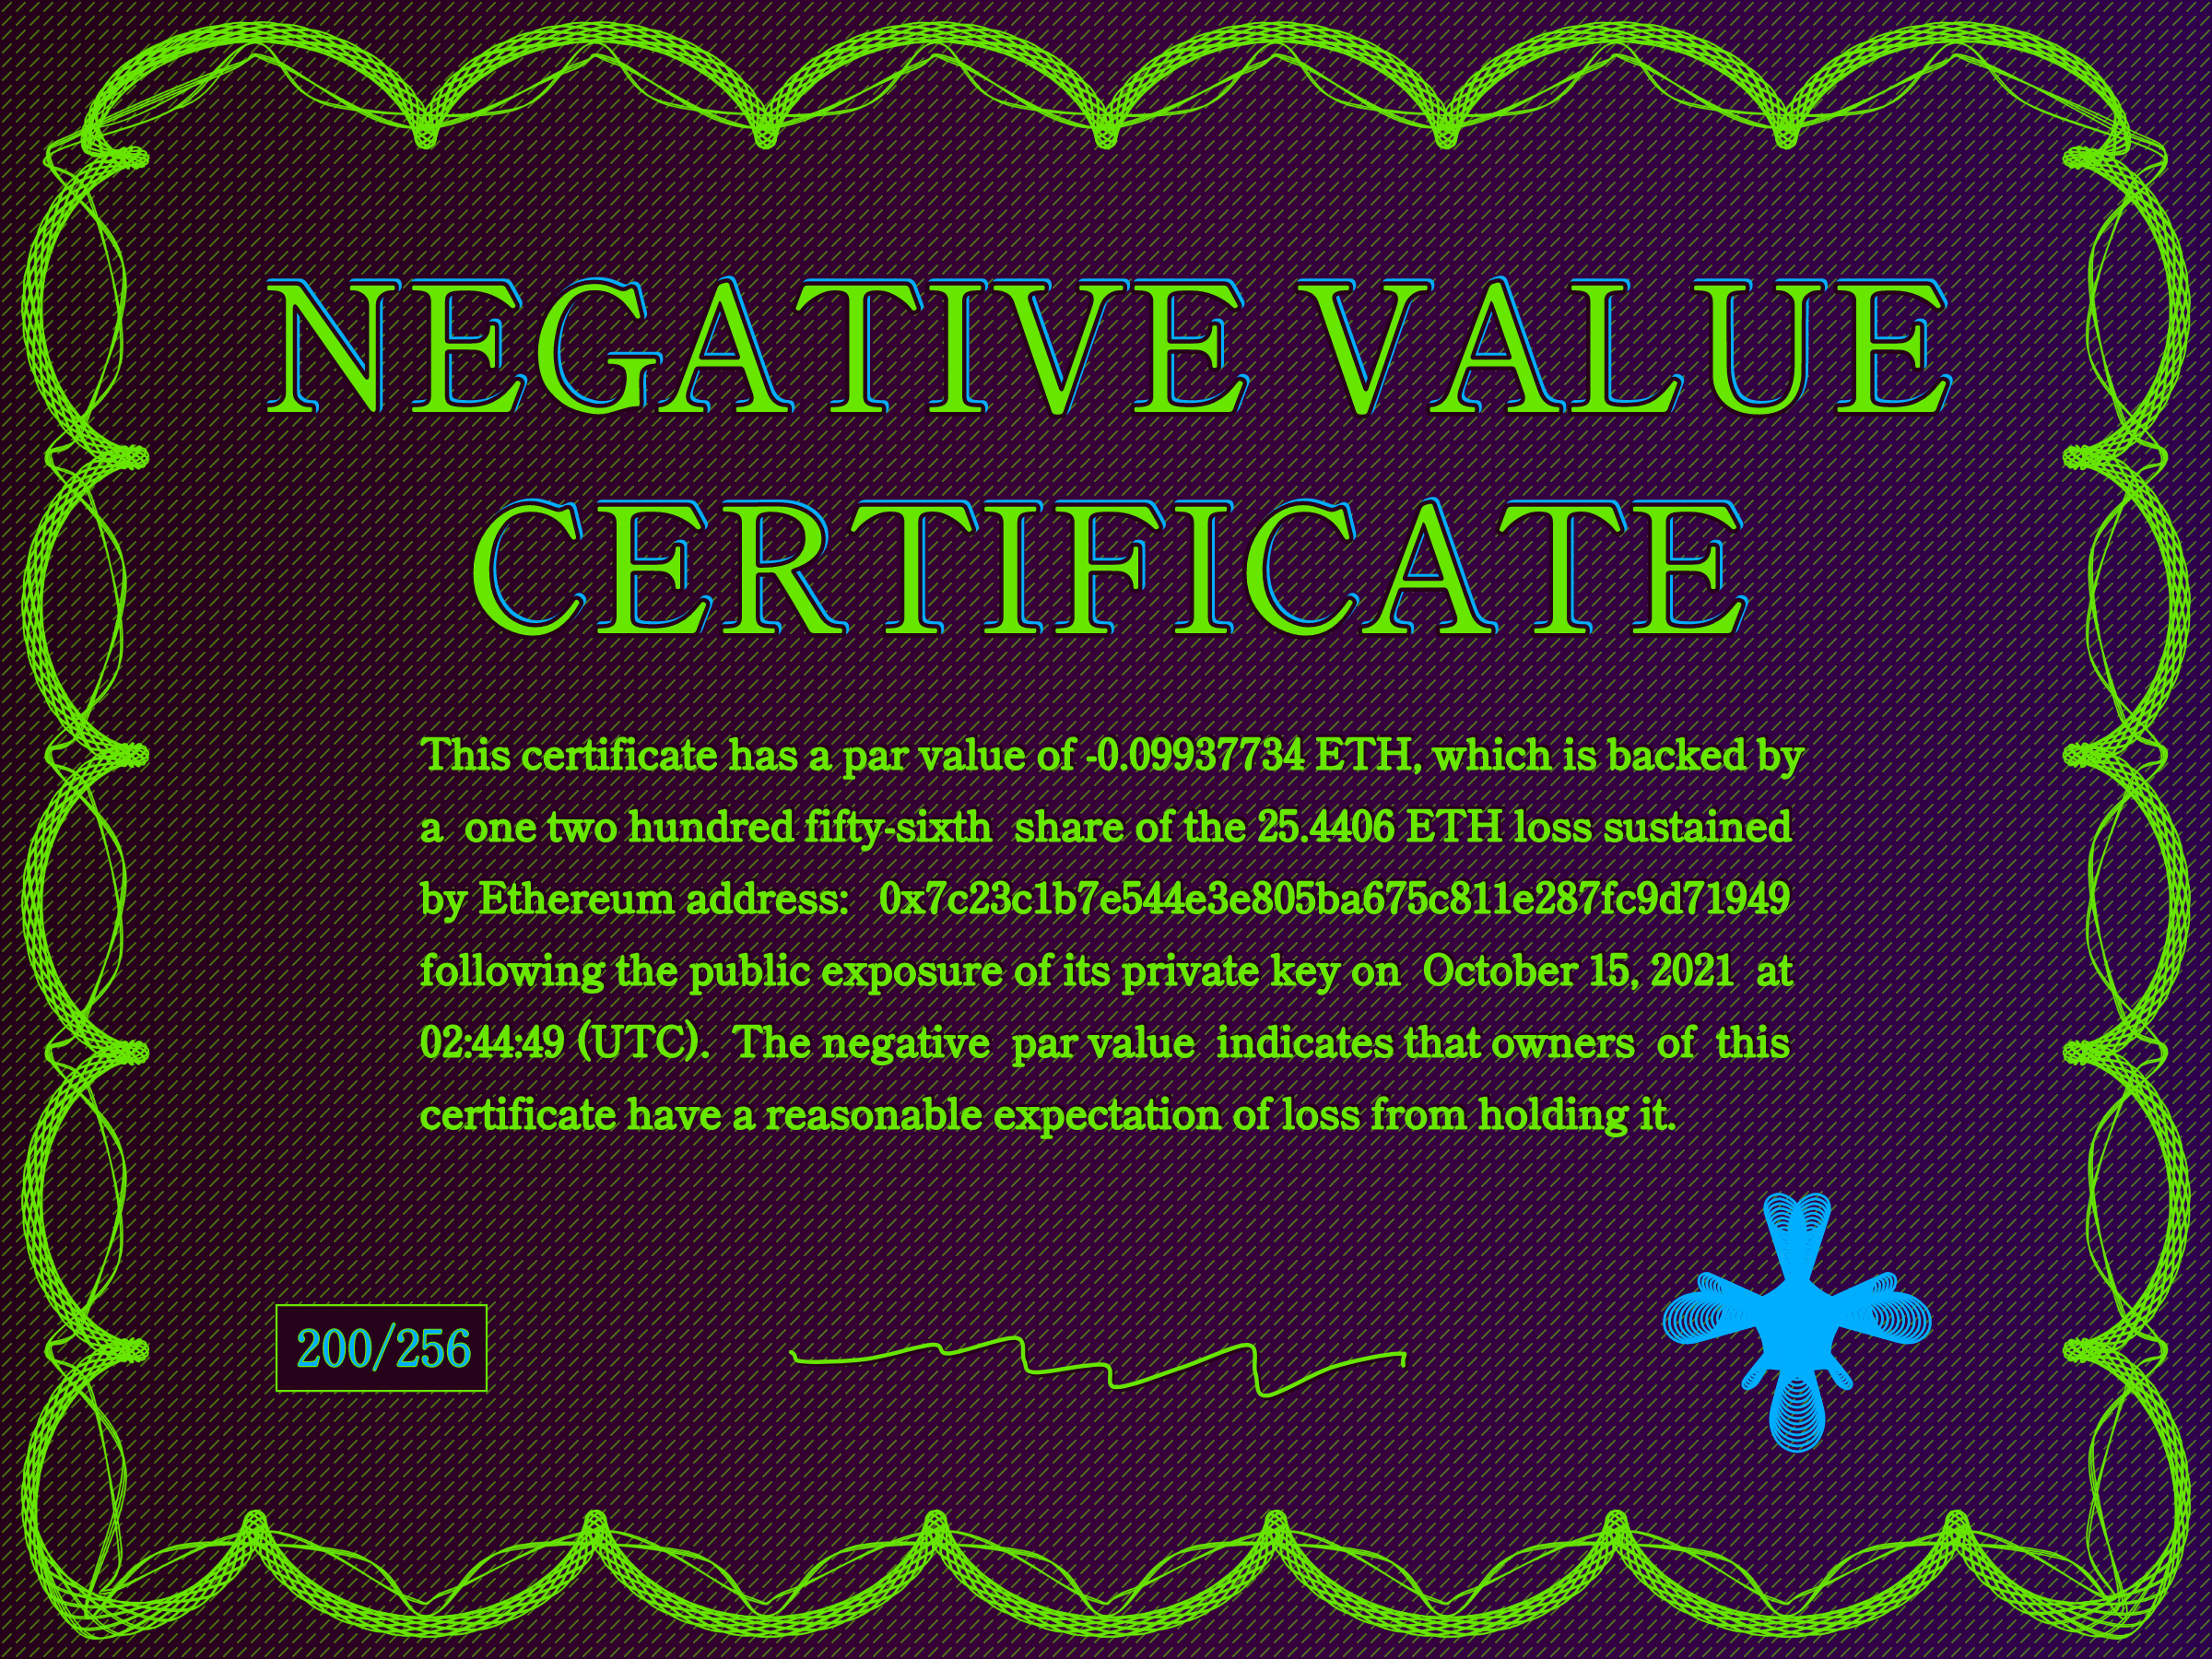 NEGATIVE VALUE
CERTIFICATE
This certificate has a par value of -0.09937734 ETH, which is backed by
a one two hundred fifty-sixth share of the 25.4406 ETH loss sustained
by Ethereum address: 0x7c23c1b7e544e3e805ba675c811e287fc9d71949
following the public exposure of its private key on October 15, 2021 at
02:44:49 (UTC). The negative par value indicates that owners of this
certificate have a reasonable expectation of loss from holding it.
200/256